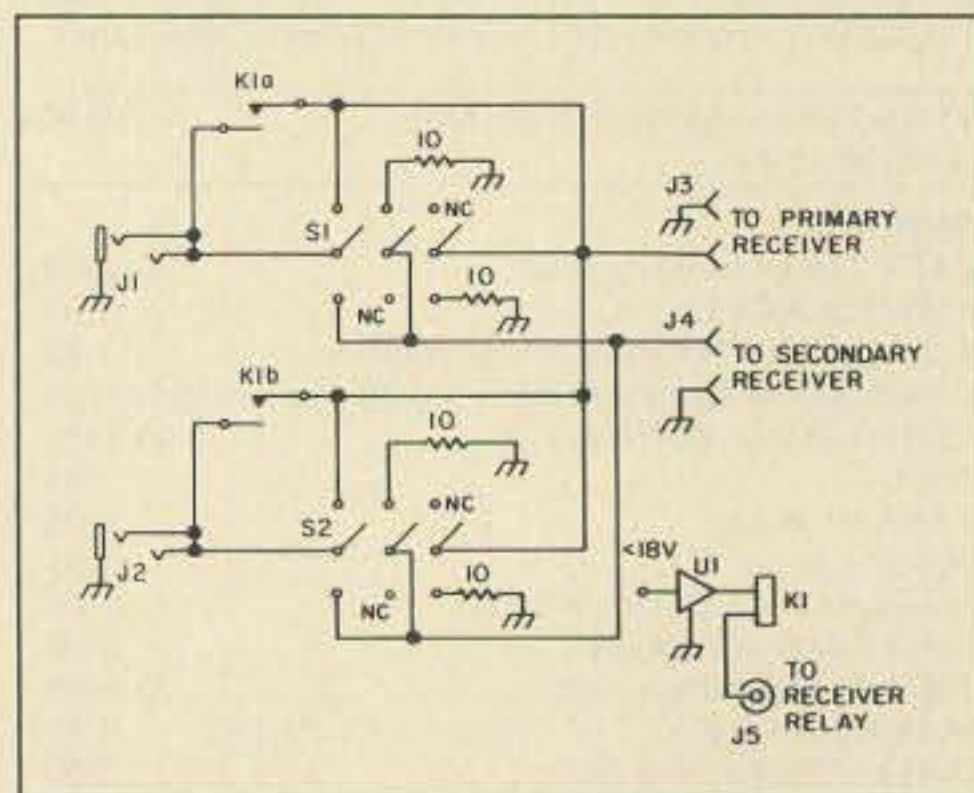 K1a
10
NC
J3
TO PRIMARY
RECEIVER
S1
J1
10
NC
J4
TO SECONDARY
RECEIVER
K1b
10
NC
S2
J2
10
NC
<18V
U1
K1
TO
RECEIVER
RELAY
J5